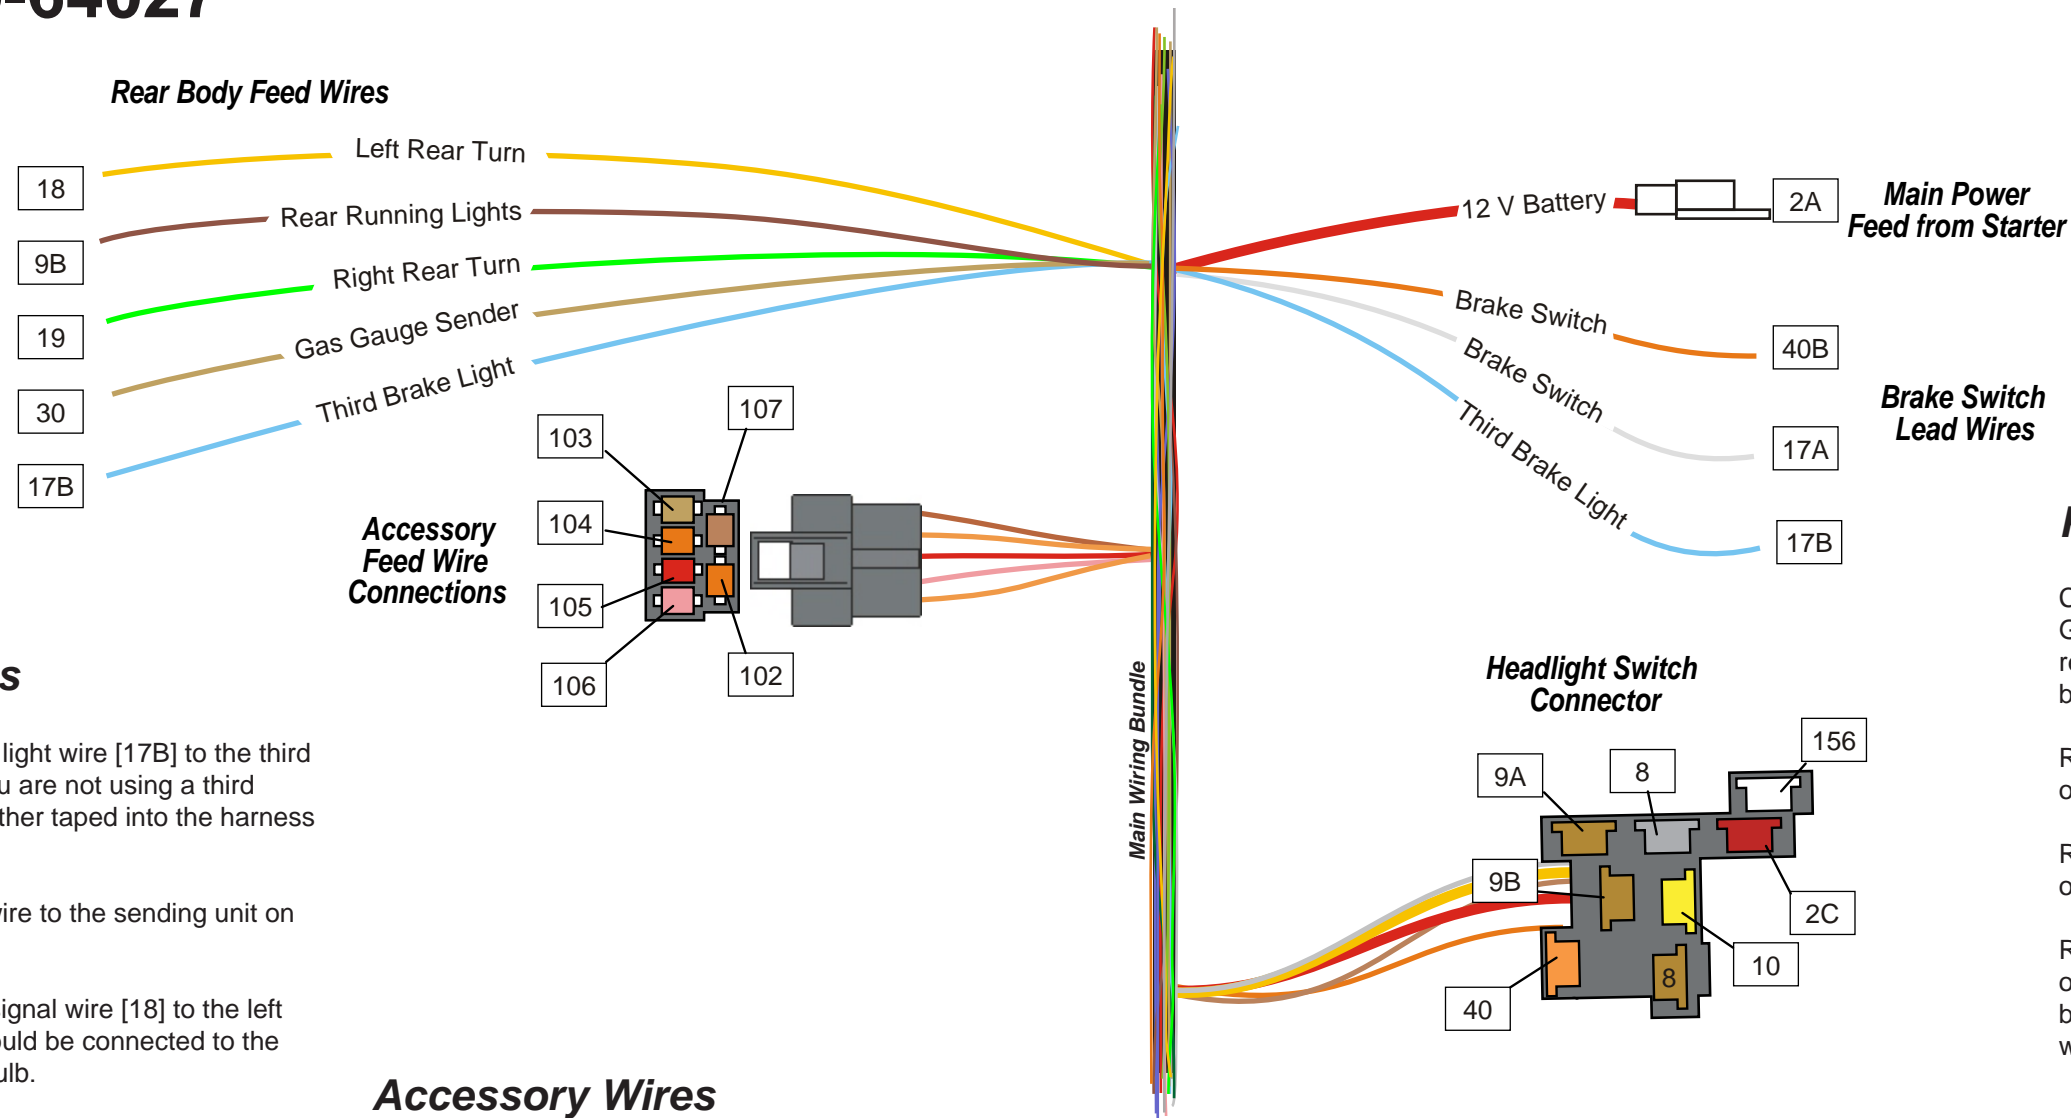 -64027
Rear Body Feed Wires
Left Rear Turn
18
Rear Running Lights
9B
Right Rear Turn
19
Gas Gauge Sender
30
Third Brake Light
17B
12 V Battery
2A
Main Power
Feed from Starter
Brake Switch
40B
Brake Switch
17A
Brake Switch
Lead Wires
Third Brake Light
17B
103
107
104
105
106
102
Accessory
Feed Wire
Connections
Main Wiring Bundle
Headlight Switch
Connector
156
9A
8
9B
2C
10
40
8
s
light wire [17B] to the third
u are not using a third
ther taped into the harness
wire to the sending unit on
signal wire [18] to the left
ould be connected to the
ulb.
Accessory Wires